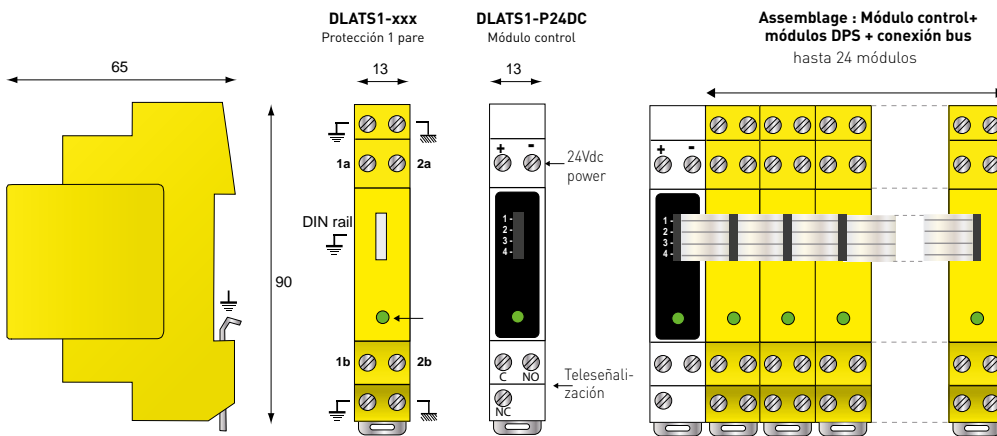 DLATS1-xxx
Protección 1 pare
DLATS1-P24DC
Módulo control
Assemblage : Módulo control+
módulos DPS + conexión bus
hasta 24 módulos
65
13
13
1a
2a
DIN rail
90
1b
2b
+ -
24Vdc
power
1
2
3
4
C NO
NC
Teleseñali-
zación
+ -
1
2
3
4